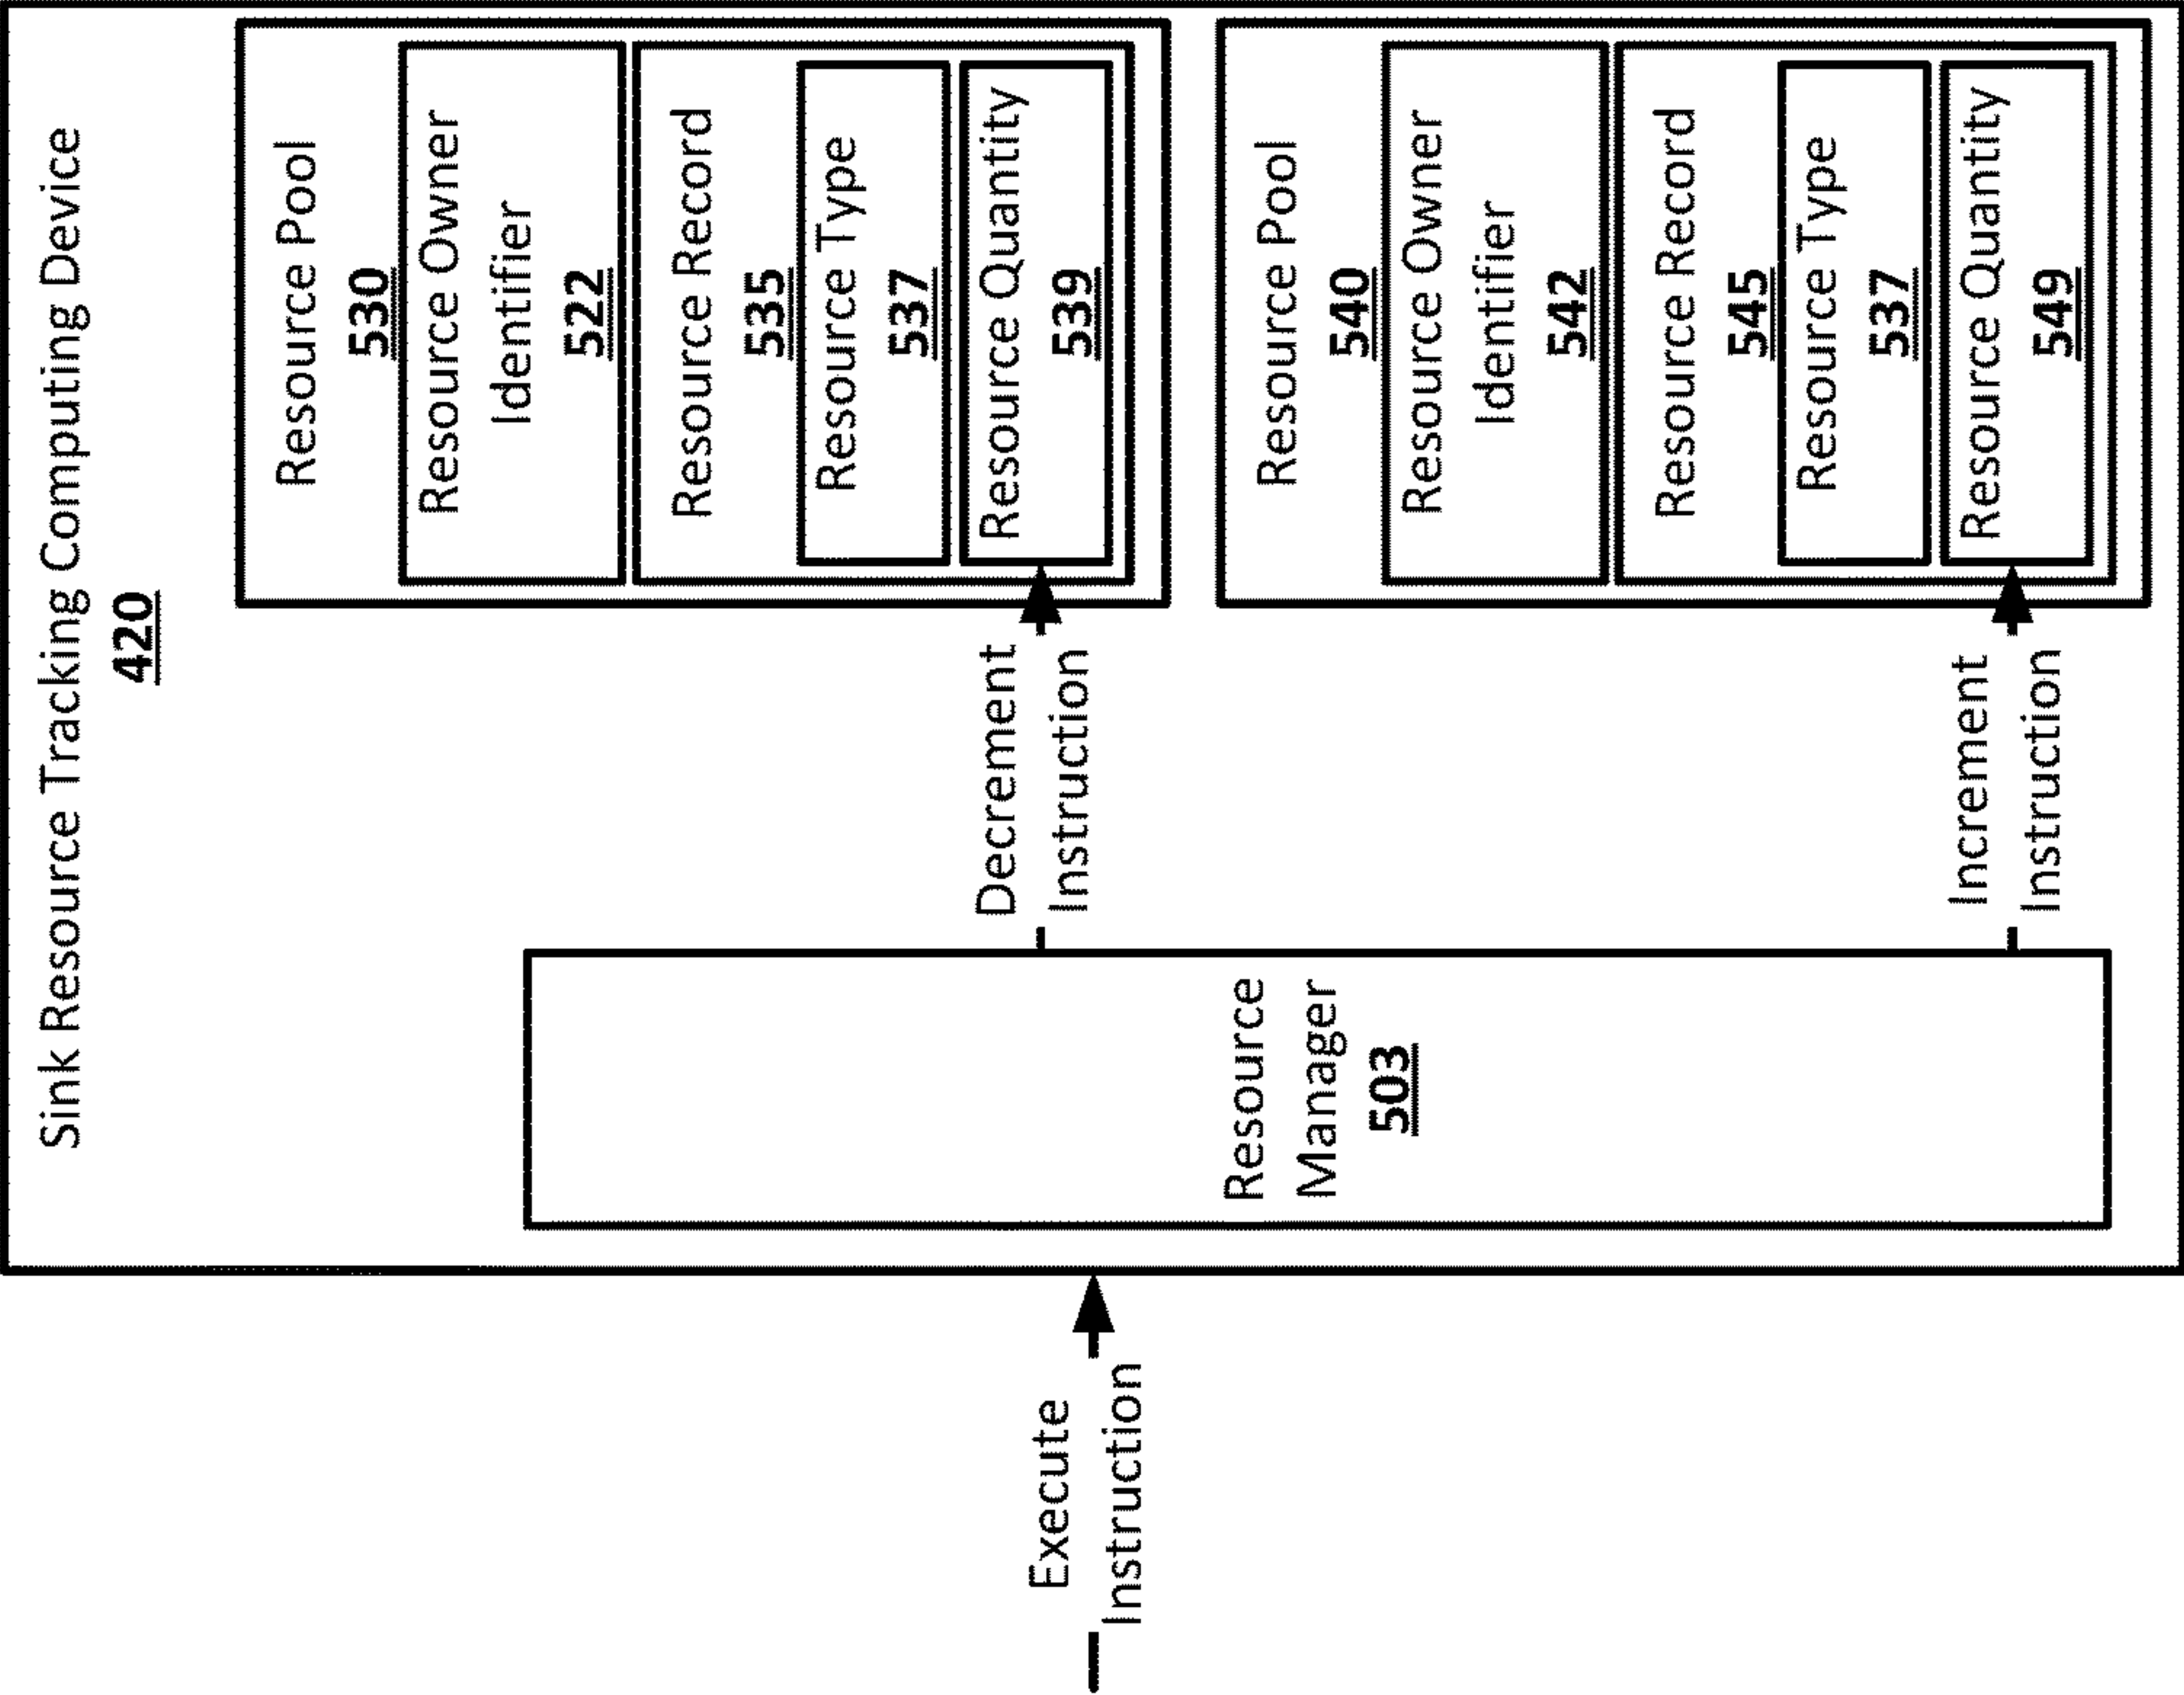 Sink Resource Tracking Computing Device
420
Execute
Instruction
Resource
Manager
503
Decrement
Instruction
Increment
Instruction
Resource Pool
530
Resource Owner
Identifier
522
Resource Record
535
Resource Type
537
Resource Quantity
539
Resource Pool
540
Resource Owner
Identifier
542
Resource Record
545
Resource Type
537
Resource Quantity
549